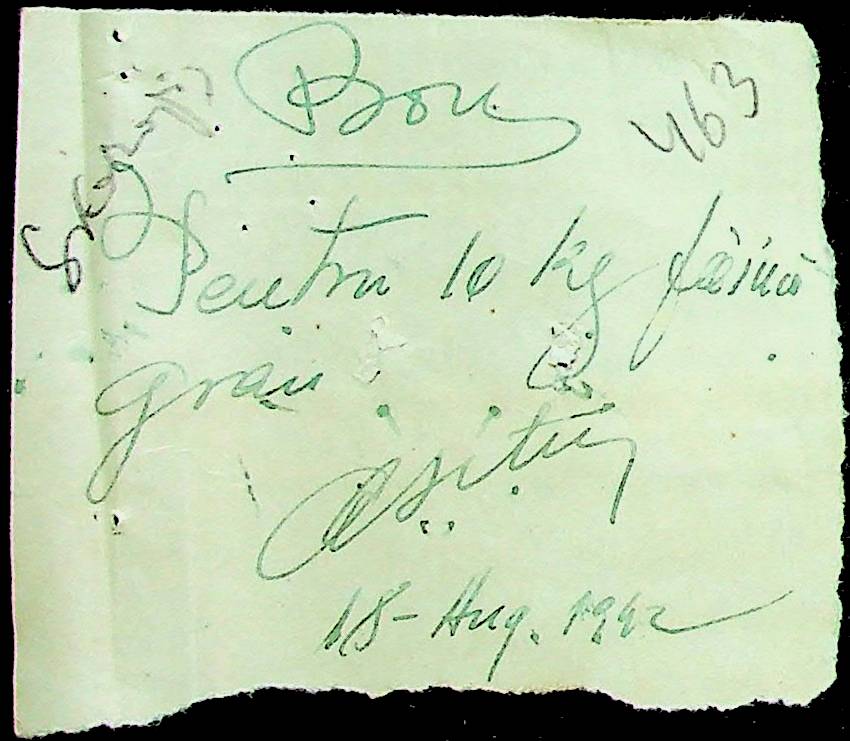 Bon
463
Pentru 10 kg făină
grâu
18 - Aug. 1942